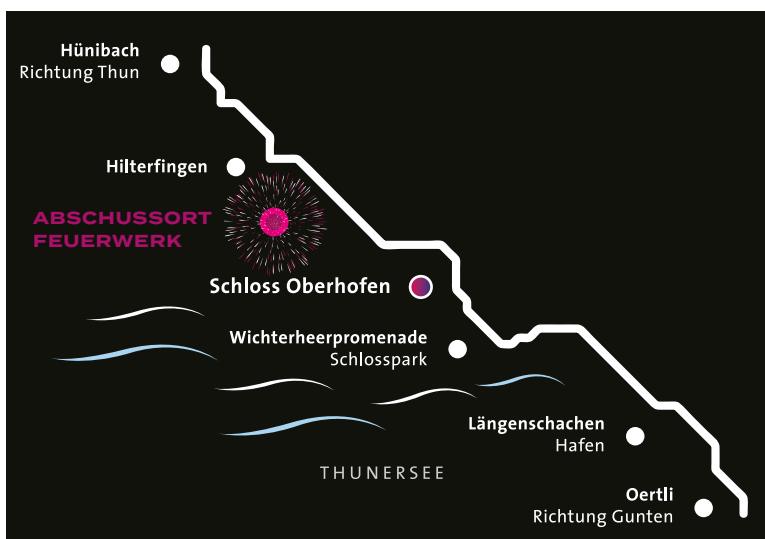 Hünibach
Richtung Thun
Hilterfingen
ABSCHUSSORT
FEUERWERK
Schloss Oberhofen
Wichterheerpromenade
Schlosspark
Längenschachen
Hafen
THUNERSEE
Oertli
Richtung Gunten